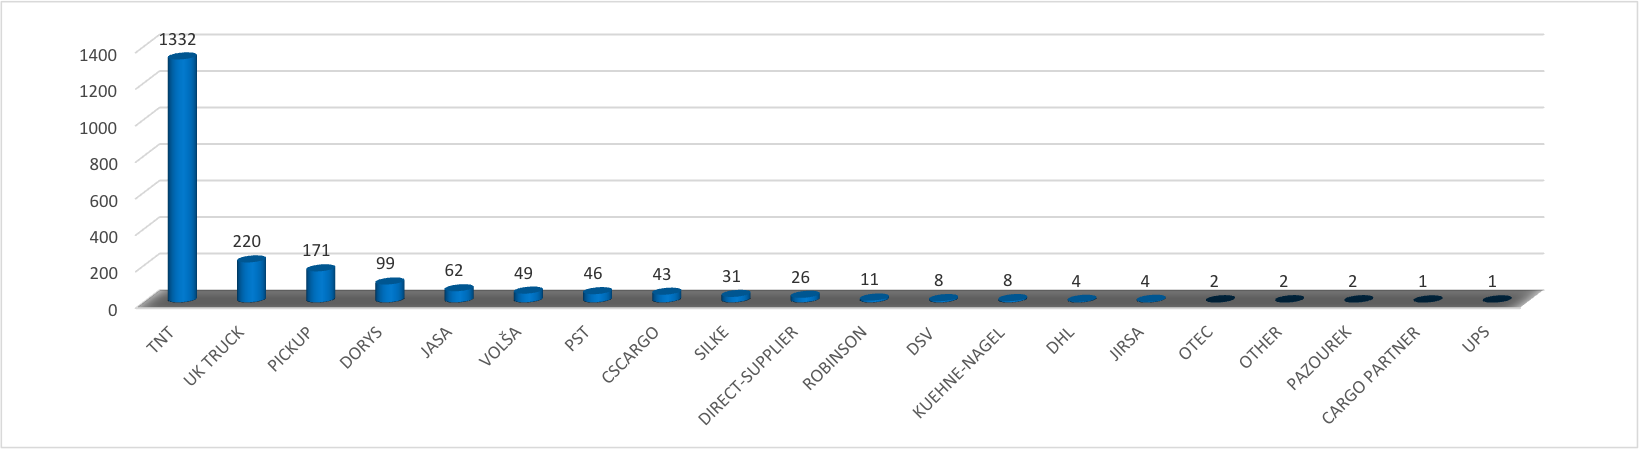 1400
1200
1000
800
600
400
200
0
1332
220
171
99
62
49
46
43
31
26
11
8
8
4
4
2
2
2
1
1
TNT
UK TRUCK
PICKUP
DORYS
JASA
VOLŠA
PST
CSCARGO
SILKE
DIRECT-SUPPLIER
ROBINSON
DSV
KUEHNE-NAGEL
DHL
JIRSA
OTEC
OTHER
PAZOUREK
CARGO PARTNER
UPS